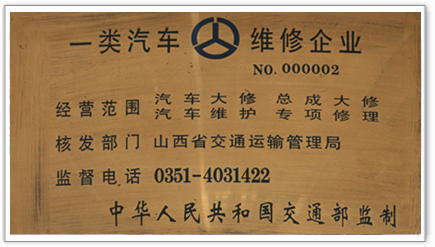 一类汽车 维修企业
NO. 000002
经营范围 汽车大修 总成大修
汽车维护 专项修理
核发部门 山西省交通运输管理局
监督电话 0351-4031422
中华人民共和国交通部监制